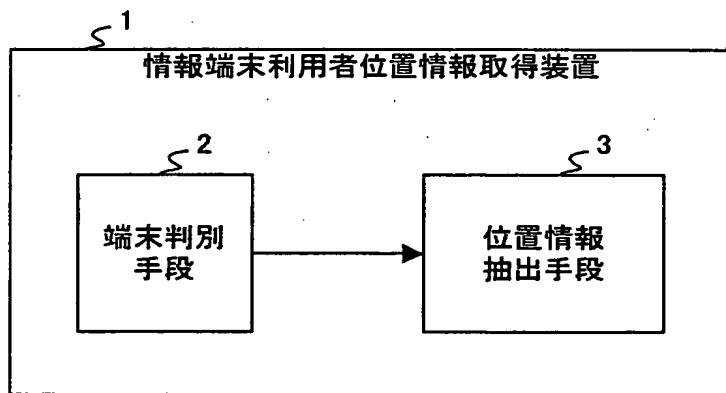 1
情報端末利用者位置情報取得装置
2
端末判別
手段
3
位置情報
抽出手段